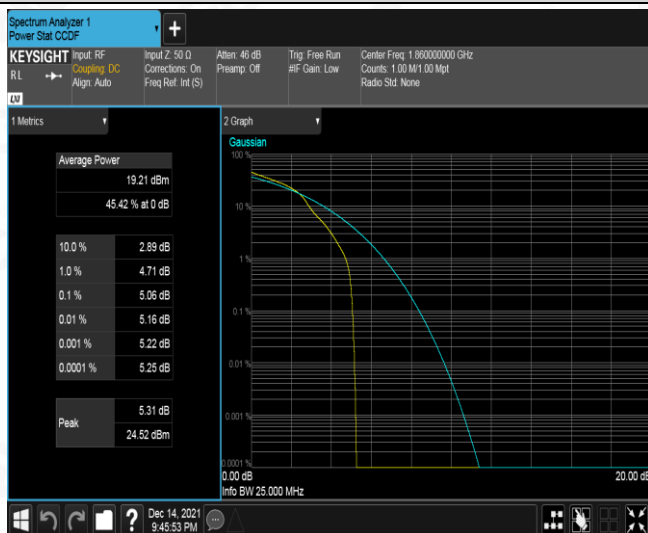 Spectrum Analyzer 1
Power Stat CCDF
KEYSIGHT
RL
Input: RF
Coupling: DC
Align: Auto
Input Z: 50 Ω
Corrections: On
Freq Ref: Int (S)
Atten: 46 dB
Preamp: Off
Trig: Free Run
#IF Gain: Low
Center Freq: 1.860000000 GHz
Counts: 1.00 M/1.00 Mpt
Radio Std: None
1 Metrics
Average Power
19.21 dBm
45.42 % at 0 dB
10.0 % 2.89 dB
1.0 % 4.71 dB
0.1 % 5.06 dB
0.01 % 5.16 dB
0.001 % 5.22 dB
0.0001 % 5.25 dB
Peak
5.31 dB
24.52 dBm
2 Graph
Gaussian
100 %
10 %
1 %
0.1 %
0.01 %
0.001 %
0.0001 %
0.00 dB
20.00 dB
Info BW 25.000 MHz
Dec 14, 2021
9:45:53 PM